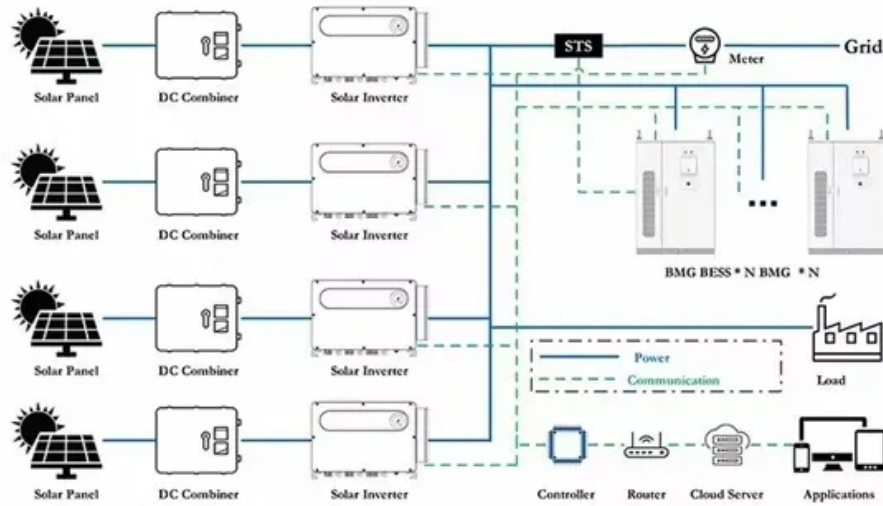 STS
Meter
Grid
Solar Panel
DC Combiner
Solar Inverter
Solar Panel
DC Combiner
Solar Inverter
BMG BESS * N BMG * N
Solar Panel
DC Combiner
Solar Inverter
Power
Communication
Load
Solar Panel
DC Combiner
Solar Inverter
Controller
Router
Cloud Server
Applications